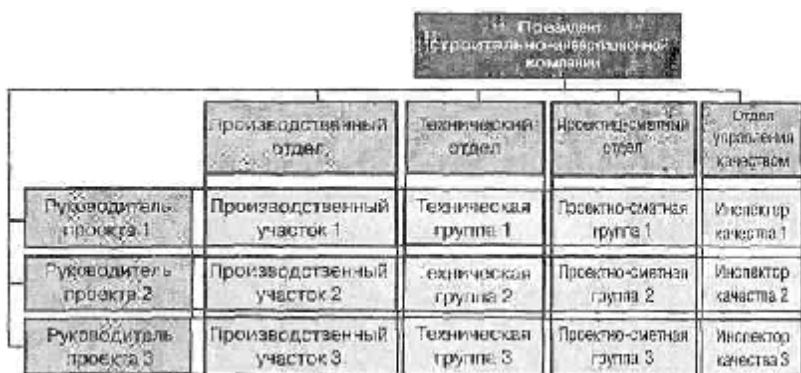 Президент
строительно-инвестиционной
компании
Производственный
отдел
Технический
отдел
Проектно-сметный
отдел
Отдел
управления
качеством
Руководитель
проекта 1
Производственный
участок 1
Техническая
группа 1
Проектно-сметная
группа 1
Инспектор
качества 1
Руководитель
проекта 2
Производственный
участок 2
Техническая
группа 2
Проектно-сметная
группа 2
Инспектор
качества 2
Руководитель
проекта 3
Производственный
участок 3
Техническая
группа 3
Проектно-сметная
группа 3
Инспектор
качества 3